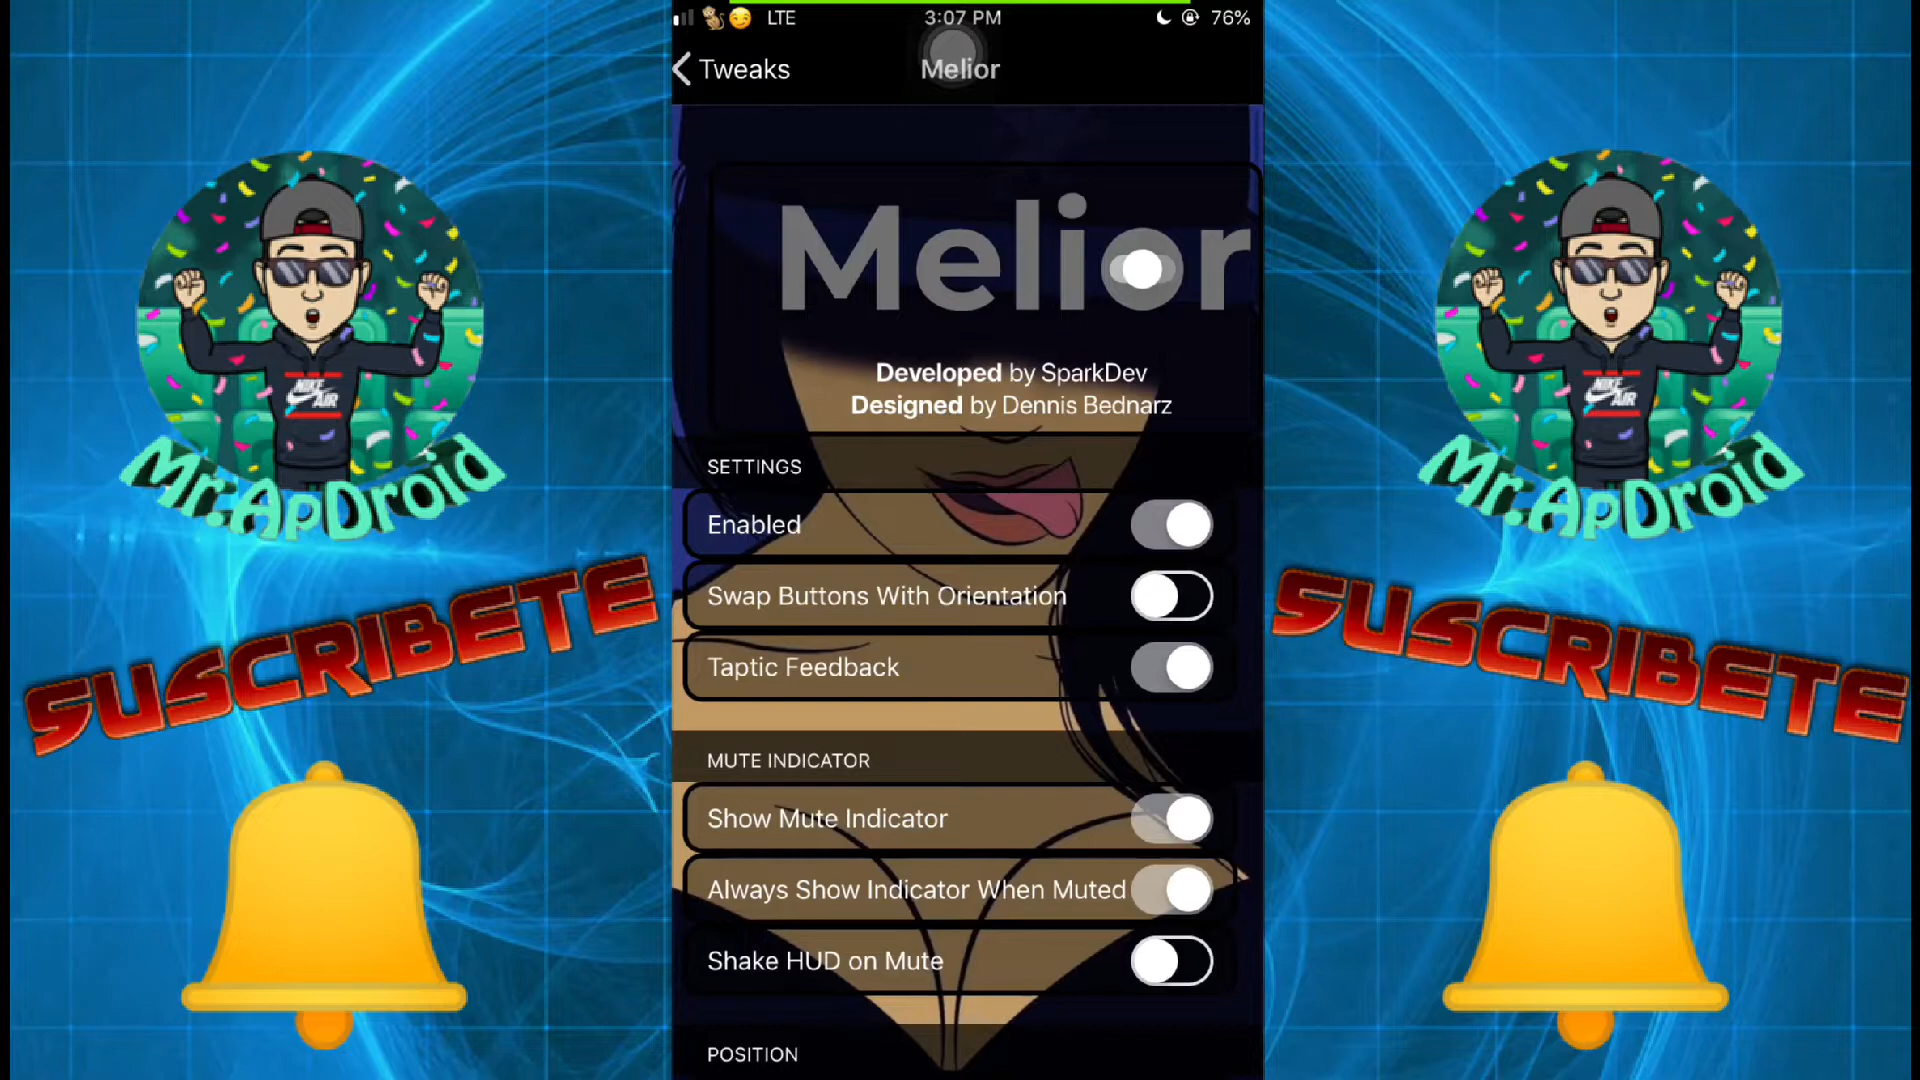 LTE 3:07 PM 76%
Tweaks Melior
Melior
Developed by SparkDev
Designed by Dennis Bednarz
SETTINGS
Enabled
Swap Buttons With Orientation
Taptic Feedback
MUTE INDICATOR
Show Mute Indicator
Always Show Indicator When Muted
Shake HUD on Mute
POSITION
NIKE
AIR
Mr.ApDroid
SUSCRIBETE
NIKE
AIR
Mr.ApDroid
SUSCRIBETE